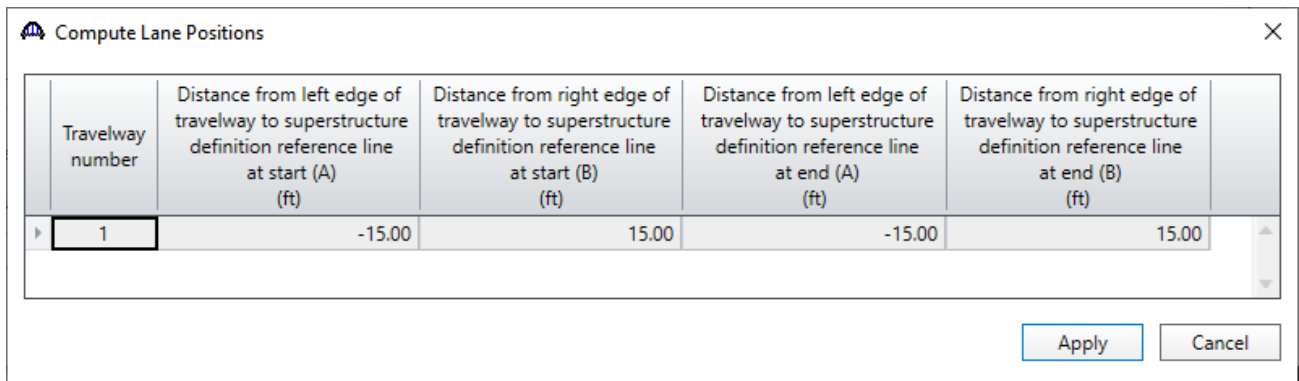 Compute Lane Positions
Travelway
number
Distance from left edge of
travelway to superstructure
definition reference line
at start (A)
(ft)
Distance from right edge of
travelway to superstructure
definition reference line
at start (B)
(ft)
Distance from left edge of
travelway to superstructure
definition reference line
at end (A)
(ft)
Distance from right edge of
travelway to superstructure
definition reference line
at end (B)
(ft)
1 -15.00 15.00 -15.00 15.00
Apply Cancel